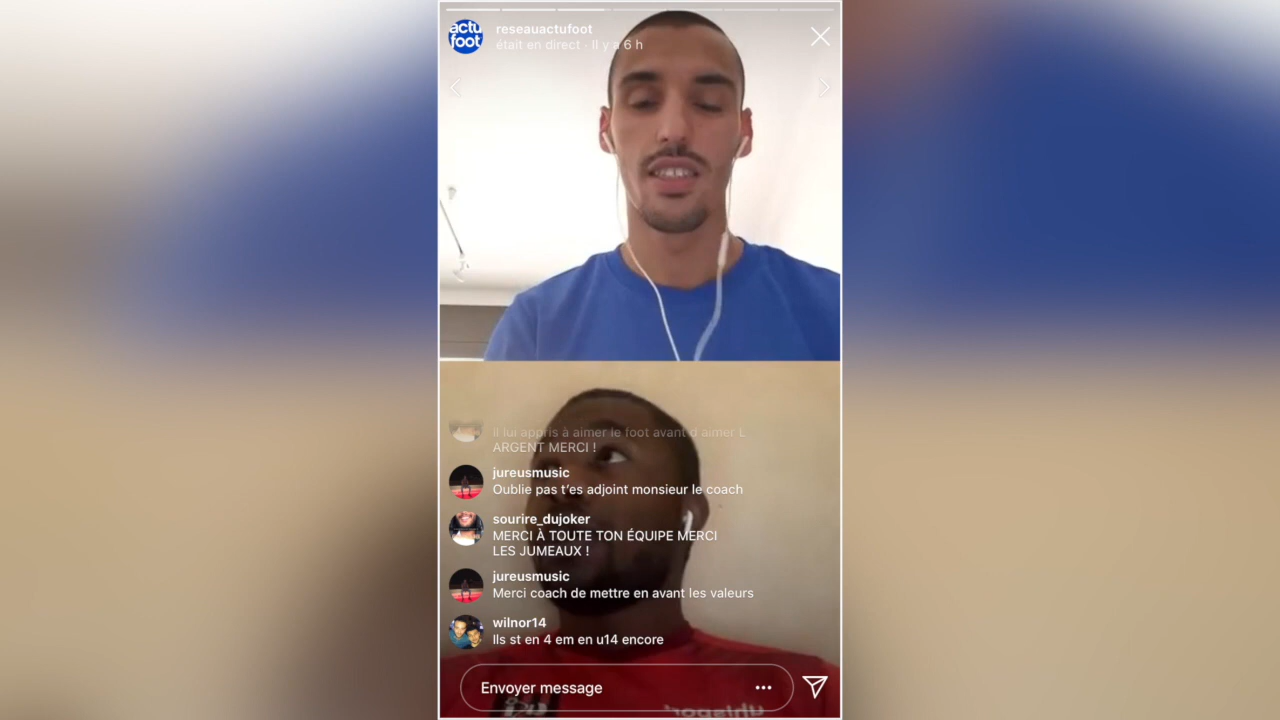 actu
foot
reseauactufoot
était en direct · Il y a 6 h
Il lui appris à aimer le foot avant d aimer L
ARGENT MERCI !
jureusmusic
Oublie pas t'es adjoint monsieur le coach
sourire_dujoker
MERCI À TOUTE TON ÉQUIPE MERCI
LES JUMEAUX !
jureusmusic
Merci coach de mettre en avant les valeurs
wilnor14
Ils st en 4 em en u14 encore
Envoyer message
uhlsport